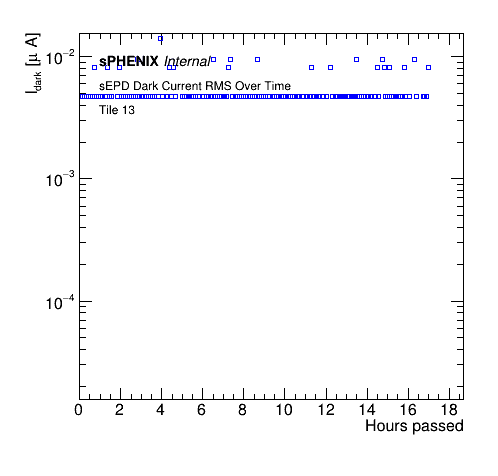 I_dark [μ A]
10⁻²
sPHENIX Internal
sEPD Dark Current RMS Over Time
Tile 13
10⁻³
10⁻⁴
0 2 4 6 8 10 12 14 16 18
Hours passed